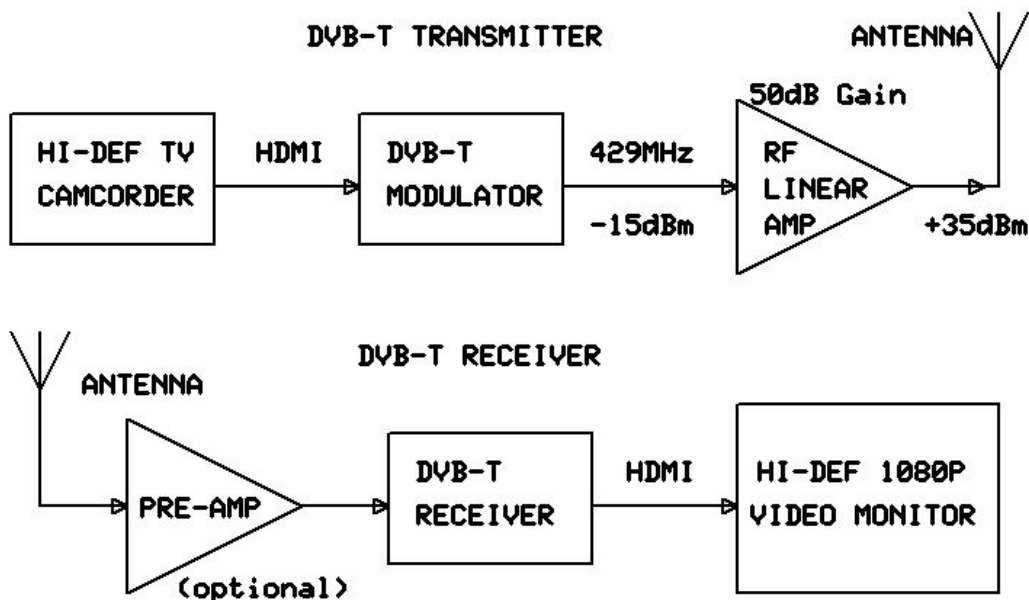 DVB-T TRANSMITTER
ANTENNA
HI-DEF TV
CAMCORDER
HDMI
DVB-T
MODULATOR
429MHz
-15dBm
50dB Gain
RF
LINEAR
AMP
+35dBm
DVB-T RECEIVER
ANTENNA
PRE-AMP
(optional)
DVB-T
RECEIVER
HDMI
HI-DEF 1080P
VIDEO MONITOR